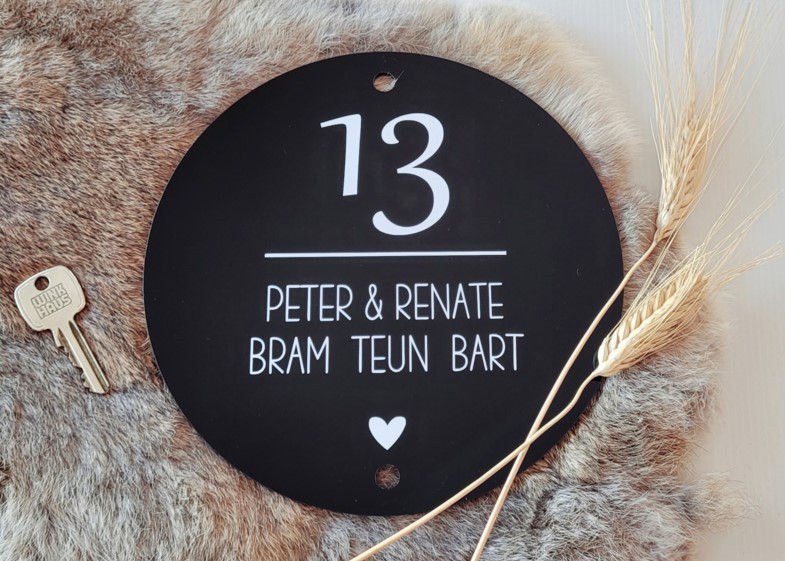 13
PETER & RENATE
BRAM TEUN BART